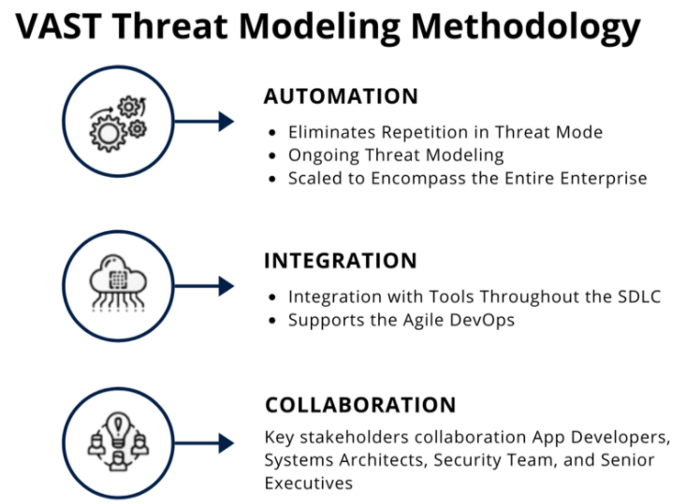 VAST Threat Modeling Methodology
AUTOMATION
• Eliminates Repetition in Threat Mode
• Ongoing Threat Modeling
• Scaled to Encompass the Entire Enterprise
INTEGRATION
• Integration with Tools Throughout the SDLC
• Supports the Agile DevOps
COLLABORATION
Key stakeholders collaboration App Developers,
Systems Architects, Security Team, and Senior
Executives